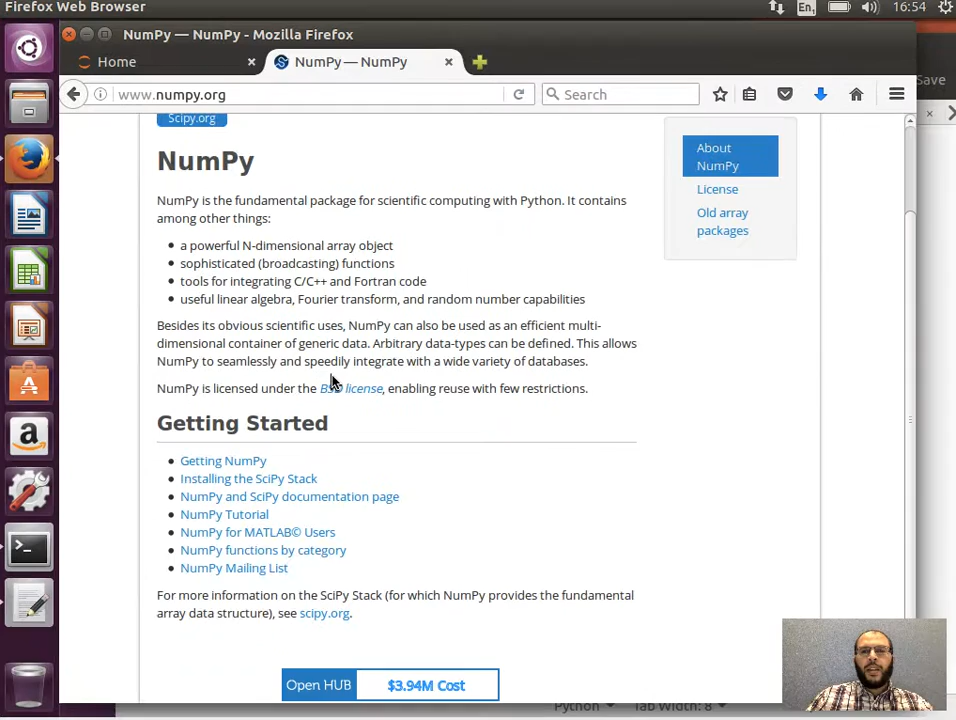 Firefox Web Browser
En
16:54
NumPy — NumPy - Mozilla Firefox
Home
NumPy — NumPy
www.numpy.org
Search
Save
Scipy.org
NumPy
NumPy is the fundamental package for scientific computing with Python. It contains
among other things:
a powerful N-dimensional array object
sophisticated (broadcasting) functions
tools for integrating C/C++ and Fortran code
useful linear algebra, Fourier transform, and random number capabilities
Besides its obvious scientific uses, NumPy can also be used as an efficient multi-
dimensional container of generic data. Arbitrary data-types can be defined. This allows
NumPy to seamlessly and speedily integrate with a wide variety of databases.
NumPy is licensed under the BSD license, enabling reuse with few restrictions.
Getting Started
Getting NumPy
Installing the SciPy Stack
NumPy and SciPy documentation page
NumPy Tutorial
NumPy for MATLAB© Users
NumPy functions by category
NumPy Mailing List
For more information on the SciPy Stack (for which NumPy provides the fundamental
array data structure), see scipy.org.
Open HUB $3.94M Cost
About
NumPy
License
Old array
packages
Python
Tab Width: 8